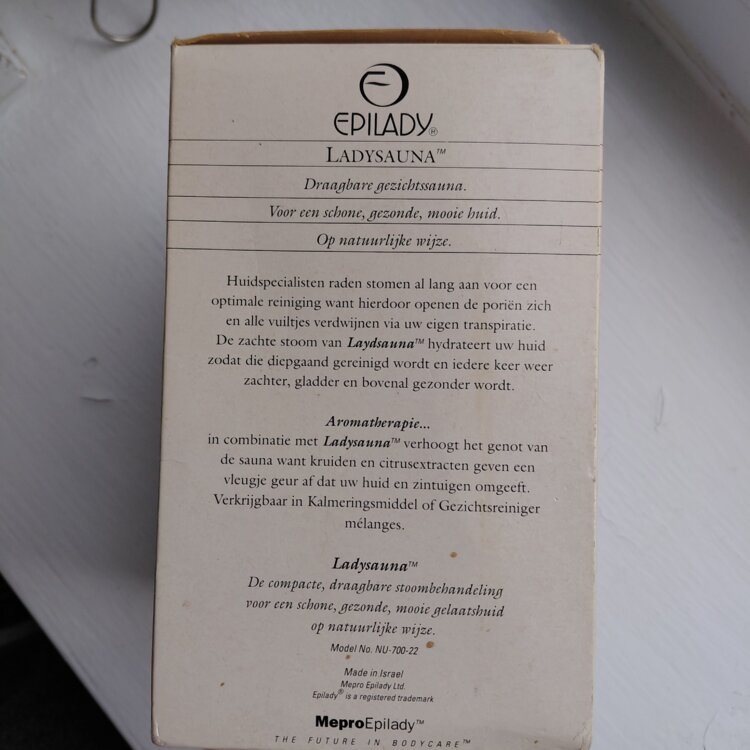 EPILADY®
LADYSAUNA™
Draagbare gezichtssauna.
Voor een schone, gezonde, mooie huid.
Op natuurlijke wijze.
Huidspecialisten raden stomen al lang aan voor een
optimale reiniging want hierdoor openen de poriën zich
en alle vuiltjes verdwijnen via uw eigen transpiratie.
De zachte stoom van Laydsauna™ hydrateert uw huid
zodat die diepgaand gereinigd wordt en iedere keer weer
zachter, gladder en bovenal gezonder wordt.
Aromatherapie...
in combinatie met Ladysauna™ verhoogt het genot van
de sauna want kruiden en citrusextracten geven een
vleugje geur af dat uw huid en zintuigen omgeeft.
Verkrijgbaar in Kalmeringsmiddel of Gezichtsreiniger
mélanges.
Ladysauna™
De compacte, draagbare stoombehandeling
voor een schone, gezonde, mooie gelaatshuid
op natuurlijke wijze.
Model No. NU-700-22
Made in Israel
Mepro Epilady Ltd.
Epilady® is a registered trademark
MeproEpilady™
THE FUTURE IN BODYCARE™